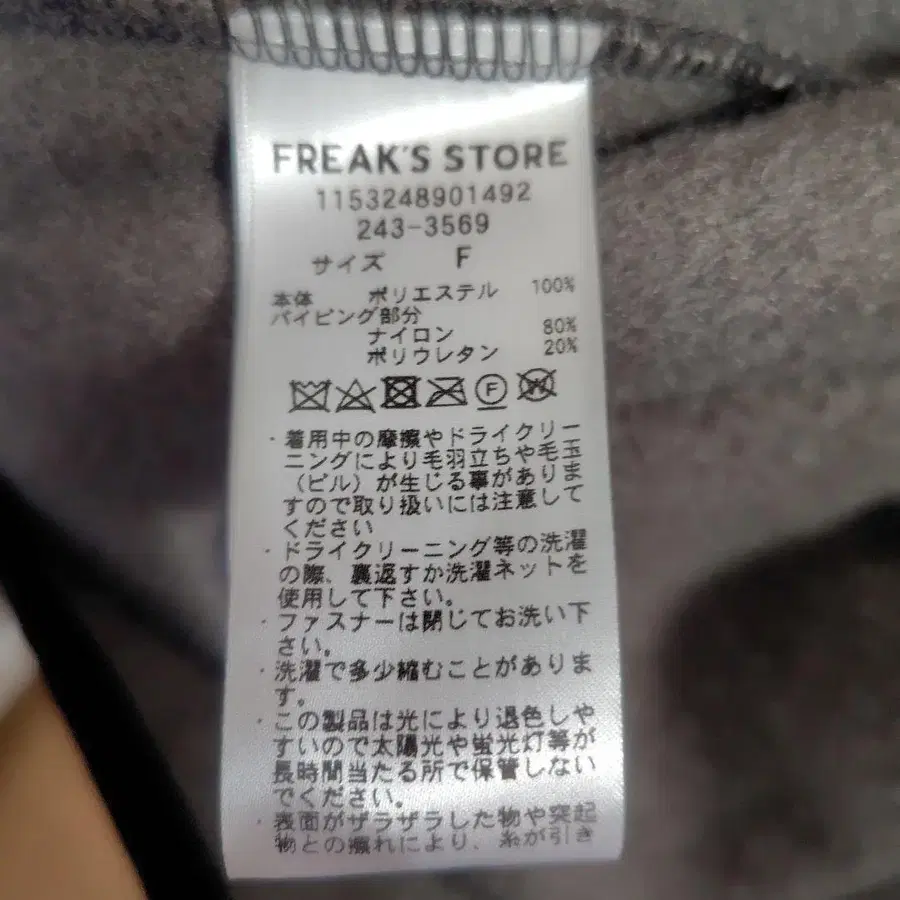 FREAK'S STORE
1153248901492
243-3569
サイズ F
本体 ポリエステル 100%
パイピング部分
ナイロン 80%
ポリウレタン 20%
F
W
・着用中の摩擦やドライクリー
ニングにより毛羽立ちや毛玉
（ピル）が生じる事がありま
すので取り扱いには注意して
ください
・ドライクリーニング等の洗濯
の際、裏返すか洗濯ネットを
使用して下さい。
・ファスナーは閉じてお洗い下
さい。
・洗濯で多少縮むことがありま
す。
・この製品は光により退色しや
すいので太陽光や蛍光灯等が
長時間当たる所で保管しない
でください。
・表面がザラザラした物や突起
物との擦れにより、糸が引き